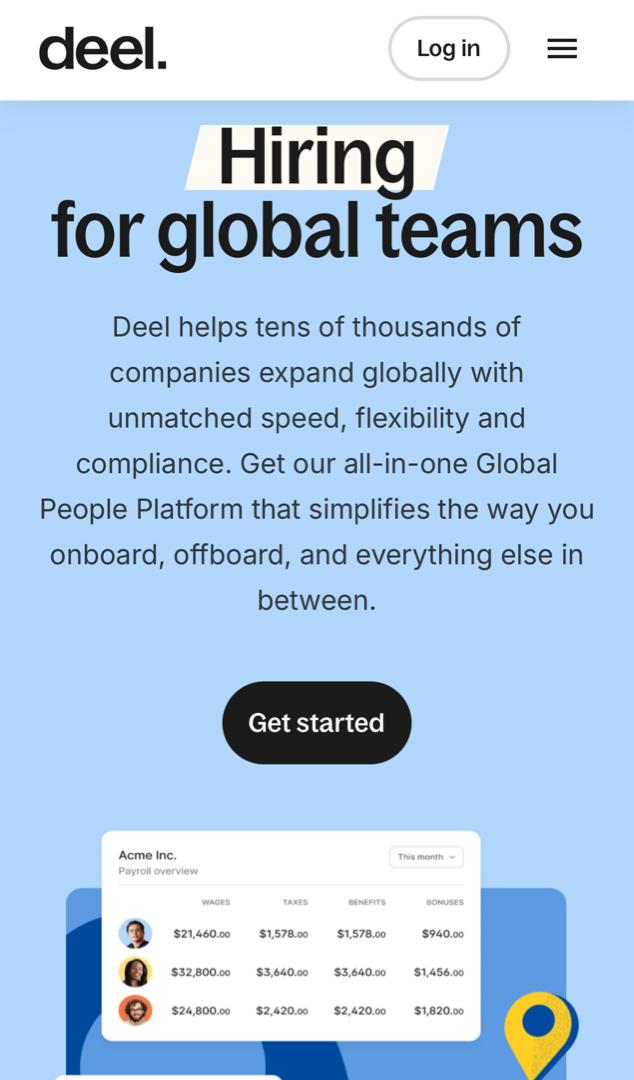 deel.
Log in
Hiring
for global teams
Deel helps tens of thousands of
companies expand globally with
unmatched speed, flexibility and
compliance. Get our all-in-one Global
People Platform that simplifies the way you
onboard, offboard, and everything else in
between.
Get started
Acme Inc.
This month
Payroll overview
WAGES TAXES BENEFITS BONUSES
$21,460.00 $1,578.00 $1,578.00 $940.00
$32,800.00 $3,640.00 $3,640.00 $1,456.00
$24,800.00 $2,420.00 $2,420.00 $1,820.00